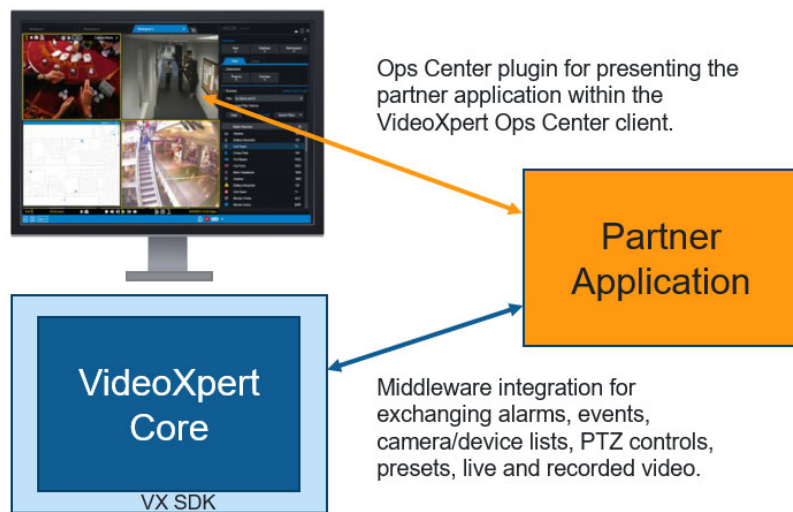 Ops Center plugin for presenting the
partner application within the
VideoXpert Ops Center client.
Partner
Application
VideoXpert
Core
VX SDK
Middleware integration for
exchanging alarms, events,
camera/device lists, PTZ controls,
presets, live and recorded video.